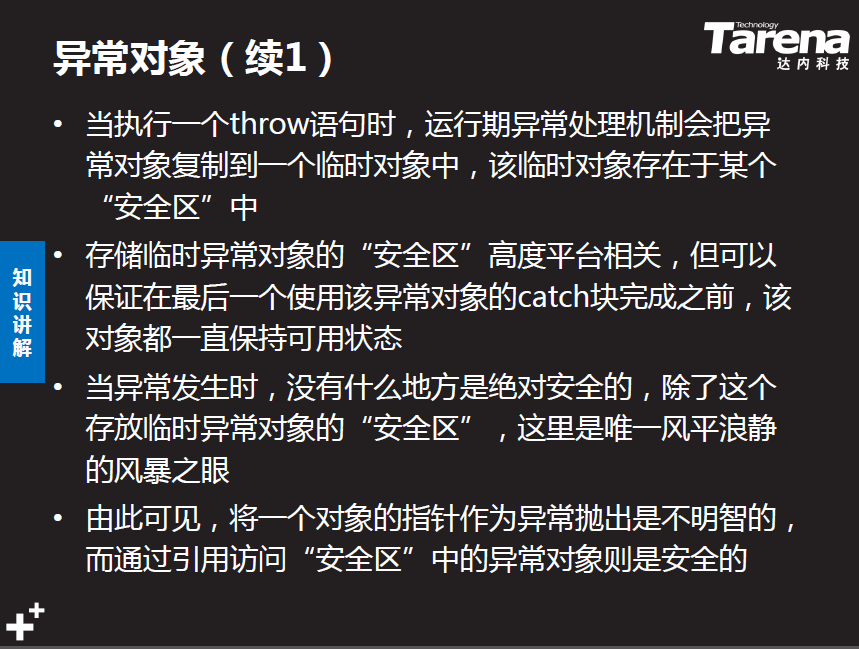 异常对象（续1）
Technology
Tarena
达内科技
• 当执行一个throw语句时，运行期异常处理机制会把异
常对象复制到一个临时对象中，该临时对象存在于某个
“安全区”中
• 存储临时异常对象的“安全区”高度平台相关，但可以
保证在最后一个使用该异常对象的catch块完成之前，该
对象都一直保持可用状态
• 当异常发生时，没有什么地方是绝对安全的，除了这个
存放临时异常对象的“安全区”，这里是唯一风平浪静
的风暴之眼
• 由此可见，将一个对象的指针作为异常抛出是不明智的，
而通过引用访问“安全区”中的异常对象则是安全的
知
识
讲
解